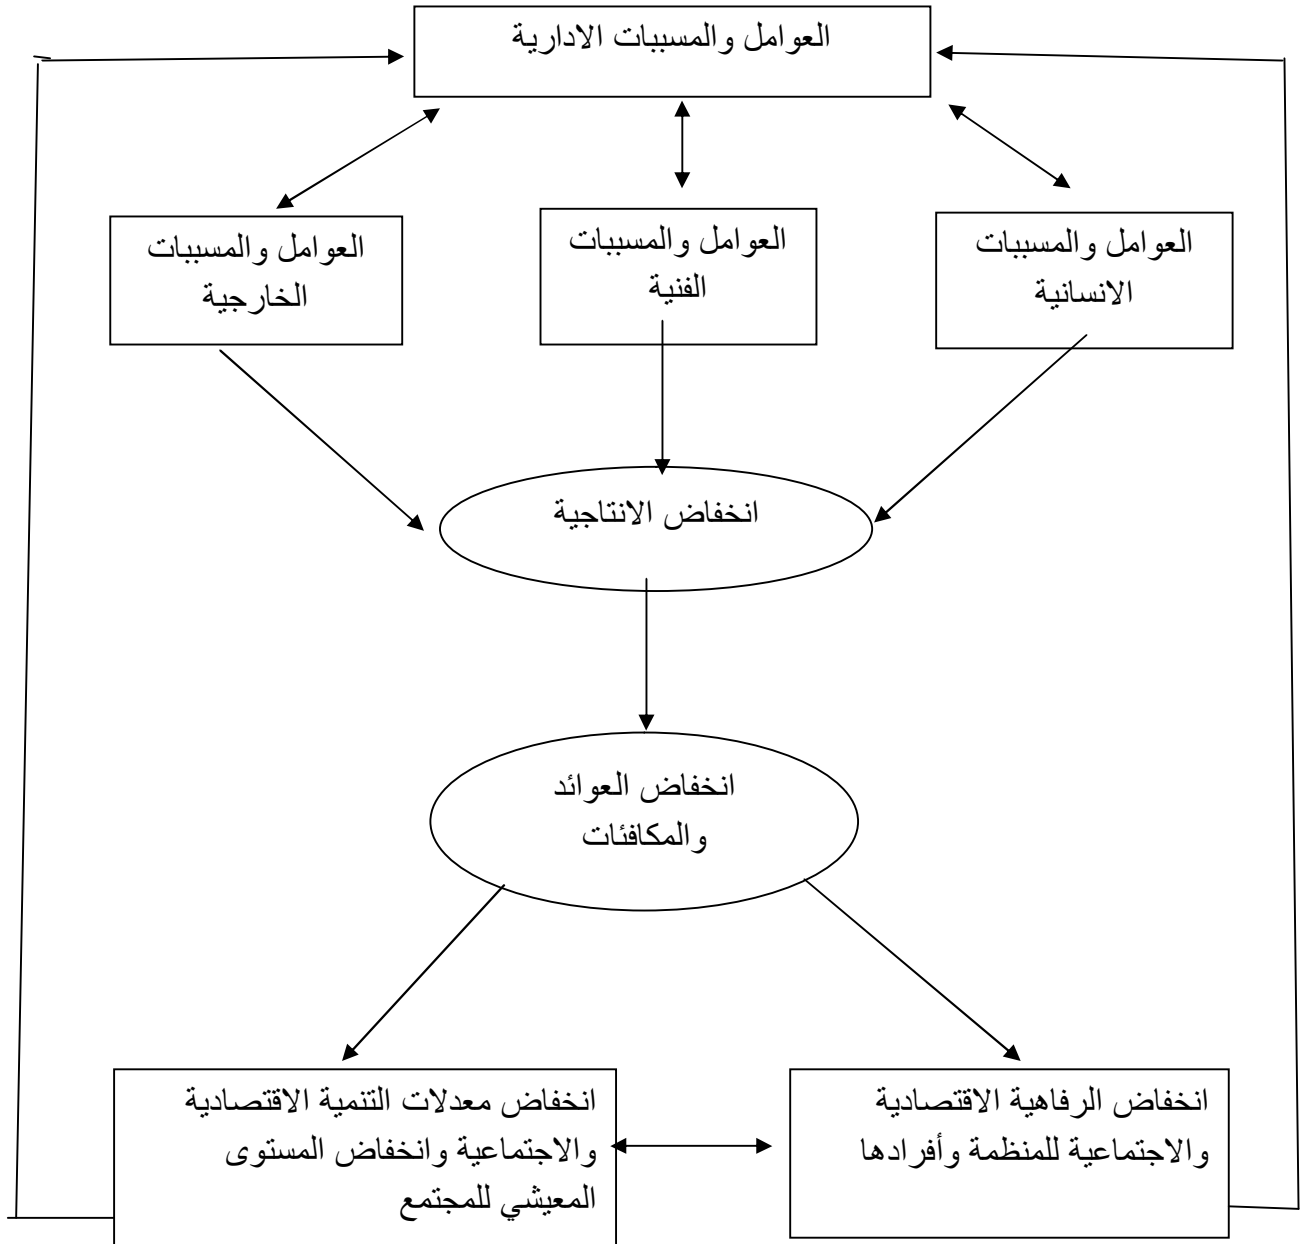 العوامل والمسببات الادارية
العوامل والمسببات
الانسانية
العوامل والمسببات
الفنية
العوامل والمسببات
الخارجية
انخفاض الانتاجية
انخفاض العوائد
والمكافئات
انخفاض الرفاهية الاقتصادية
والاجتماعية للمنظمة وأفرادها
انخفاض معدلات التنمية الاقتصادية
والاجتماعية وانخفاض المستوى
المعيشي للمجتمع